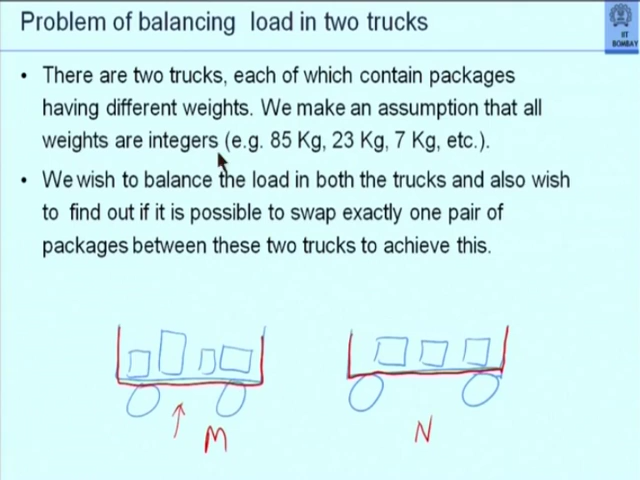 Problem of balancing load in two trucks
IIT
BOMBAY
• There are two trucks, each of which contain packages
having different weights. We make an assumption that all
weights are integers (e.g. 85 Kg, 23 Kg, 7 Kg, etc.).
• We wish to balance the load in both the trucks and also wish
to find out if it is possible to swap exactly one pair of
packages between these two trucks to achieve this.
M
N